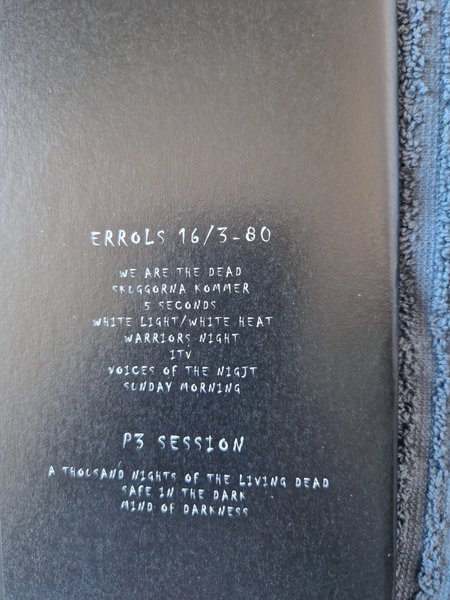 ERROLS 16/3-80
WE ARE THE DEAD
SKUGGORNA KOMMER
5 SECONDS
WHITE LIGHT/WHITE HEAT
WARRIORS NIGHT
ITV
VOICES OF THE NIGJT
SUNDAY MORNING
P3 SESSION
A THOUSAND NIGHTS OF THE LIVING DEAD
SAFE IN THE DARK
MIND OF DARKNESS